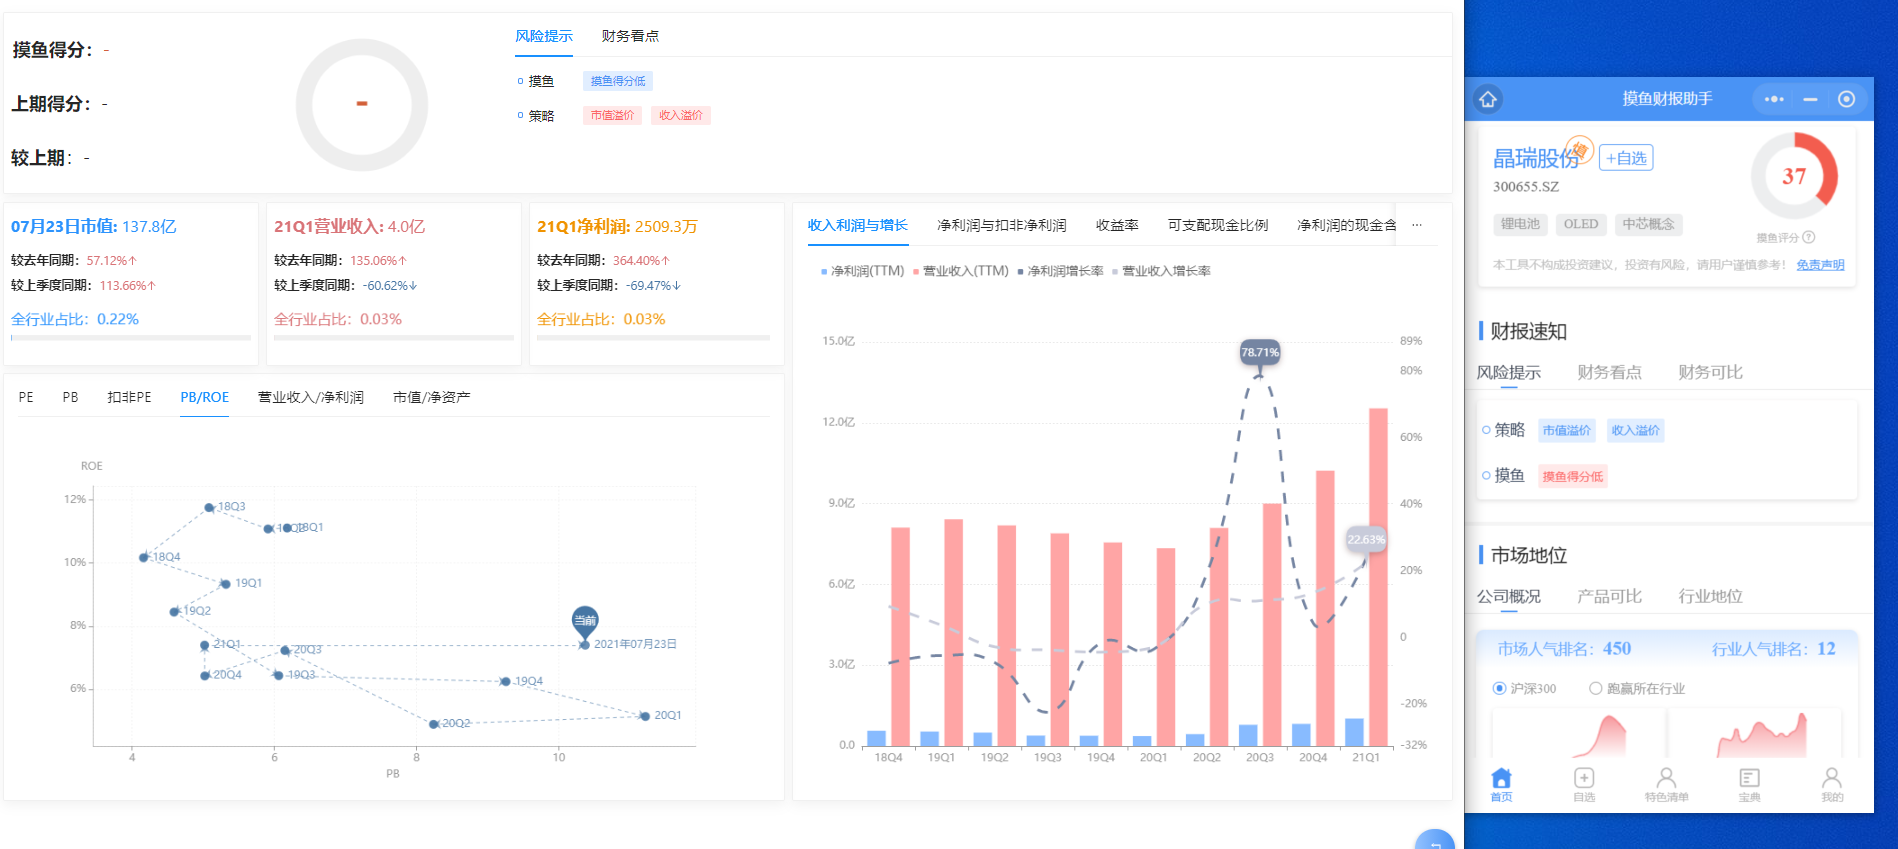 摸鱼得分：-
上期得分：-
较上期：-
-
风险提示 财务看点
摸鱼 摸鱼得分低
策略 市值溢价 收入溢价
07月23日市值: 137.8亿
较去年同期：57.12%↑
较上季度同期：113.66%↑
全行业占比：0.22%
21Q1营业收入: 4.0亿
较去年同期：135.06%↑
较上季度同期：-60.62%↓
全行业占比：0.03%
21Q1净利润: 2509.3万
较去年同期：364.40%↑
较上季度同期：-69.47%↓
全行业占比：0.03%
PE PB 扣非PE PB/ROE 营业收入/净利润 市值/净资产
ROE
12%
10%
8%
6%
18Q3
18Q1
18Q4
19Q1
19Q2
21Q1
20Q3
20Q4
19Q3
19Q4
20Q1
20Q2
当前
2021年07月23日
4 6 8 10
PB
收入利润与增长 净利润与扣非净利润 收益率 可支配现金比例 净利润的现金含 ...
净利润(TTM) 营业收入(TTM) 净利润增长率 营业收入增长率
15.0亿
12.0亿
9.0亿
6.0亿
3.0亿
0.0
89%
80%
60%
40%
20%
0
-20%
-32%
78.71%
22.63%
18Q4 19Q1 19Q2 19Q3 19Q4 20Q1 20Q2 20Q3 20Q4 21Q1
摸鱼财报助手
晶瑞股份 +自选
300655.SZ
锂电池 OLED 中芯概念
37
摸鱼评分?
本工具不构成投资建议，投资有风险，请用户谨慎参考！ 免责声明
财报速知
风险提示 财务看点 财务可比
策略 市值溢价 收入溢价
摸鱼 摸鱼得分低
市场地位
公司概况 产品可比 行业地位
市场人气排名：450 行业人气排名：12
沪深300 跑赢所在行业
首页 自选 特色清单 宝典 我的